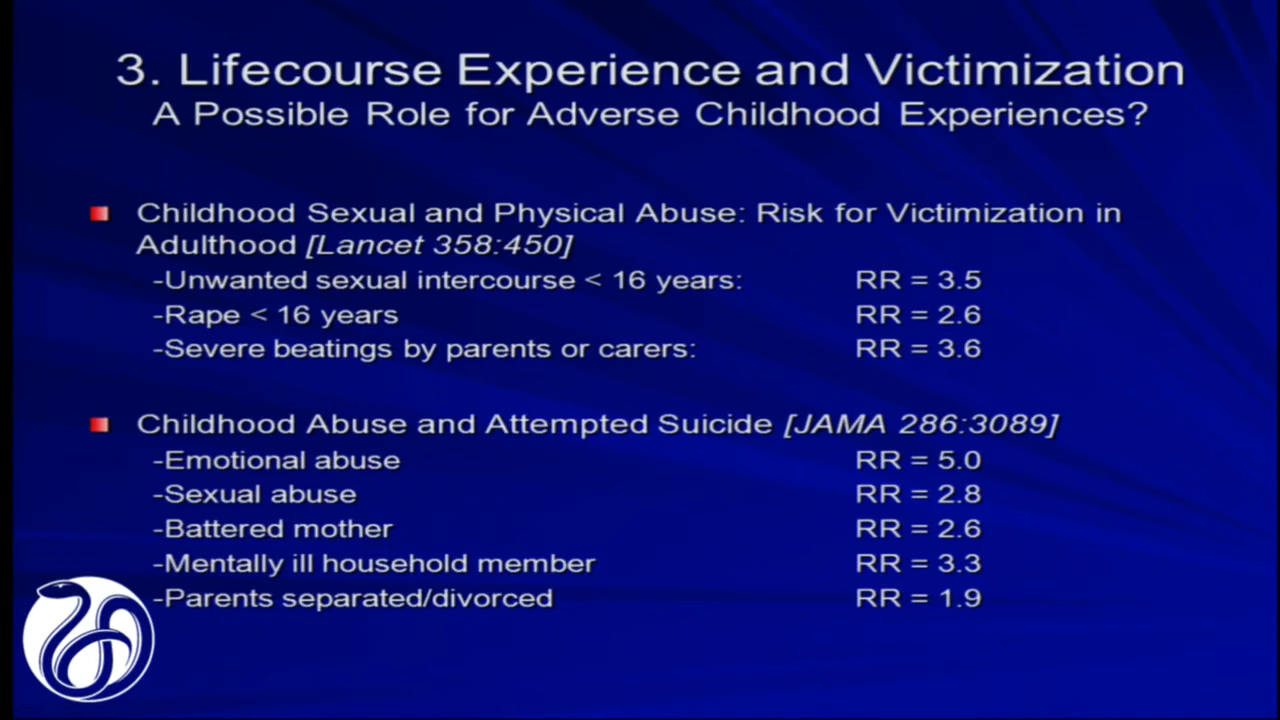 3. Lifecourse Experience and Victimization
A Possible Role for Adverse Childhood Experiences?
Childhood Sexual and Physical Abuse: Risk for Victimization in
Adulthood [Lancet 358:450]
-Unwanted sexual intercourse < 16 years: RR = 3.5
-Rape < 16 years RR = 2.6
-Severe beatings by parents or carers: RR = 3.6
Childhood Abuse and Attempted Suicide [JAMA 286:3089]
-Emotional abuse RR = 5.0
-Sexual abuse RR = 2.8
-Battered mother RR = 2.6
-Mentally ill household member RR = 3.3
-Parents separated/divorced RR = 1.9